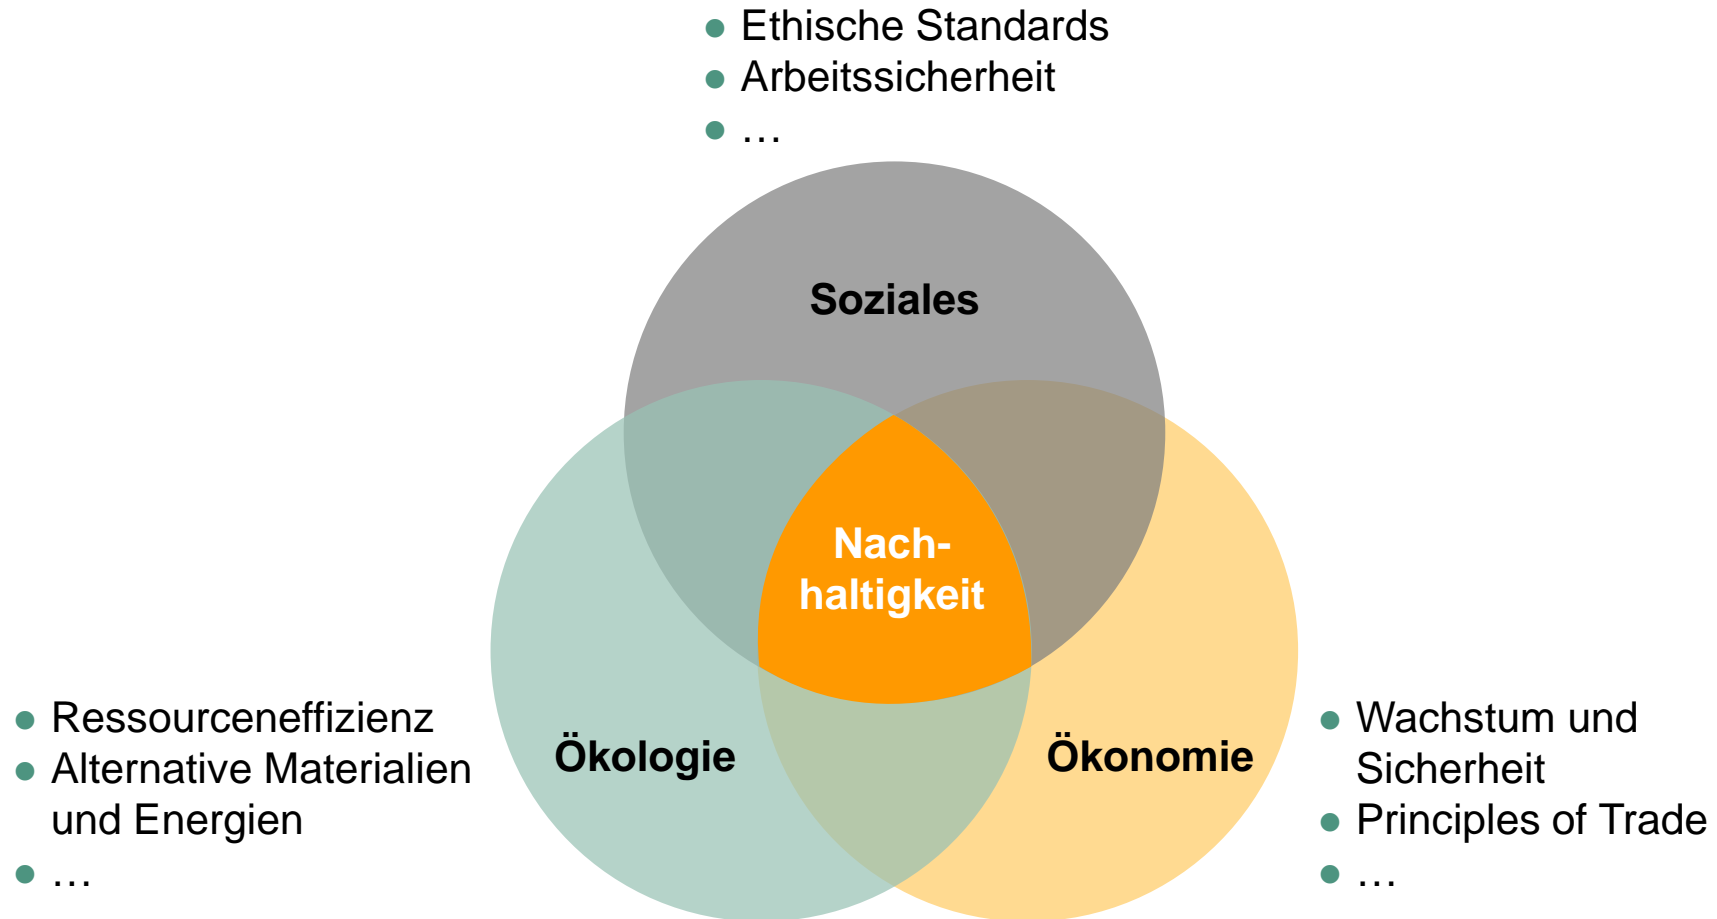 • Ethische Standards
• Arbeitssicherheit
• …
Soziales
Nach-
haltigkeit
Ökologie
• Ressourceneffizienz
• Alternative Materialien
und Energien
• …
Ökonomie
• Wachstum und
Sicherheit
• Principles of Trade
• …